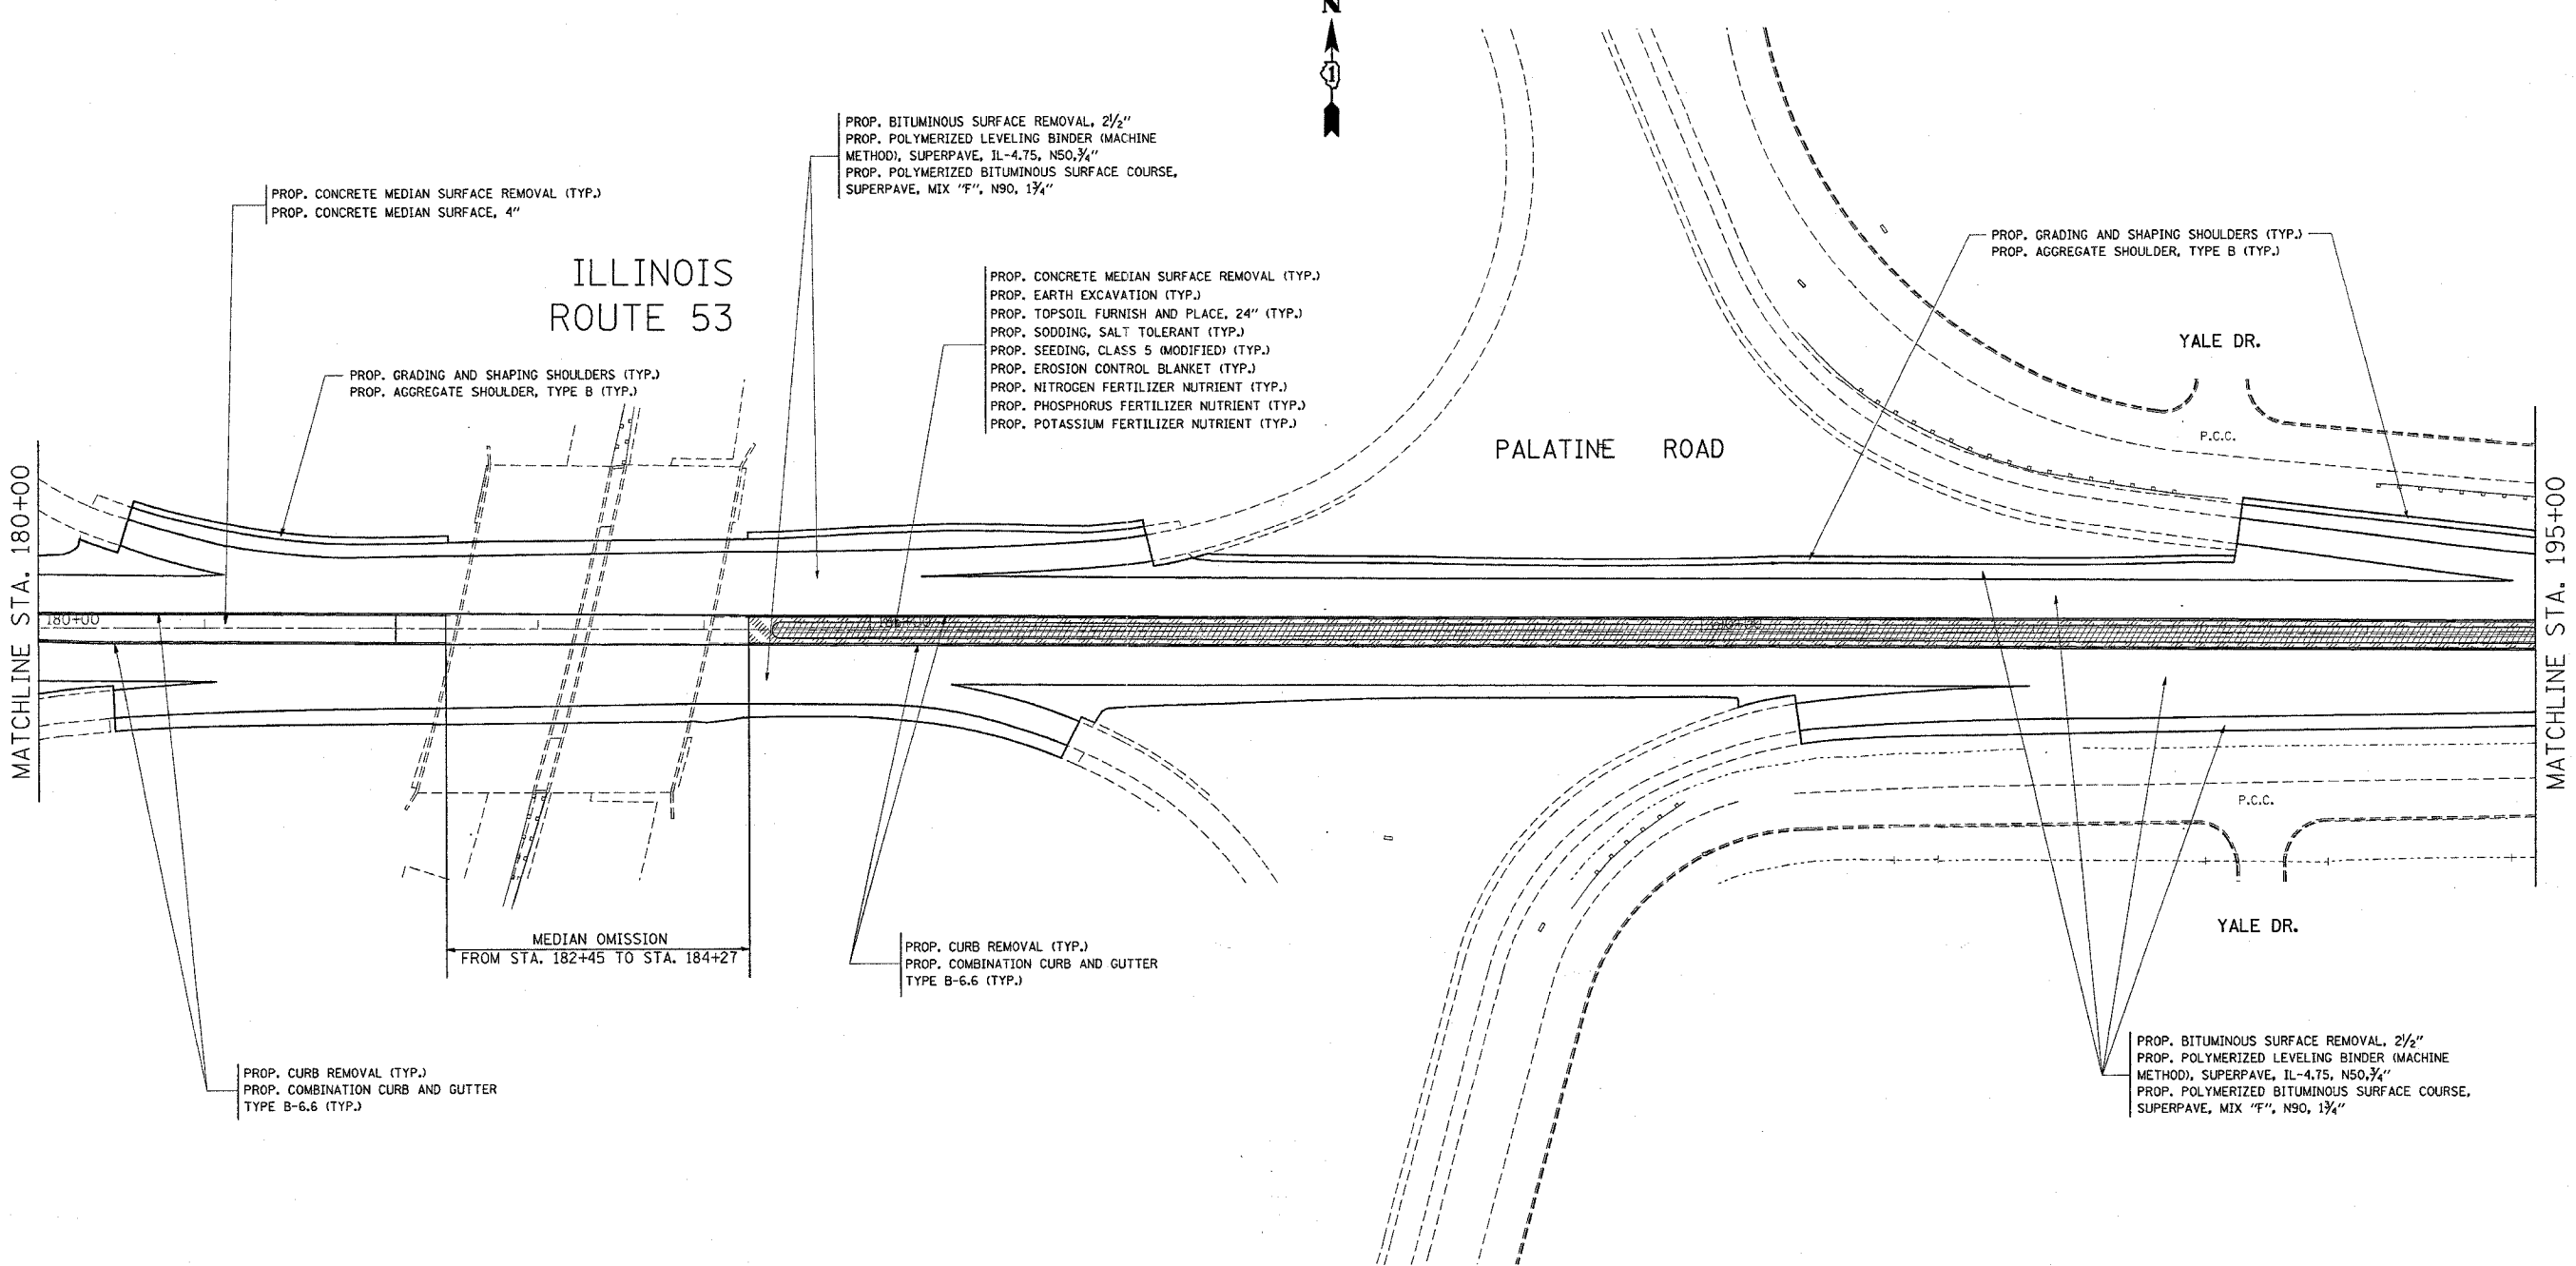 N
1
PROP. BITUMINOUS SURFACE REMOVAL, 2½"
PROP. POLYMERIZED LEVELING BINDER (MACHINE
METHOD), SUPERPAVE, IL-4.75, N50,¾"
PROP. POLYMERIZED BITUMINOUS SURFACE COURSE,
SUPERPAVE, MIX "F", N90, 1¾"
PROP. CONCRETE MEDIAN SURFACE REMOVAL (TYP.)
PROP. CONCRETE MEDIAN SURFACE, 4"
ILLINOIS
ROUTE 53
PROP. GRADING AND SHAPING SHOULDERS (TYP.)
PROP. AGGREGATE SHOULDER, TYPE B (TYP.)
PROP. CONCRETE MEDIAN SURFACE REMOVAL (TYP.)
PROP. EARTH EXCAVATION (TYP.)
PROP. TOPSOIL FURNISH AND PLACE, 24" (TYP.)
PROP. SODDING, SALT TOLERANT (TYP.)
PROP. SEEDING, CLASS 5 (MODIFIED) (TYP.)
PROP. EROSION CONTROL BLANKET (TYP.)
PROP. NITROGEN FERTILIZER NUTRIENT (TYP.)
PROP. PHOSPHORUS FERTILIZER NUTRIENT (TYP.)
PROP. POTASSIUM FERTILIZER NUTRIENT (TYP.)
PROP. GRADING AND SHAPING SHOULDERS (TYP.)
PROP. AGGREGATE SHOULDER, TYPE B (TYP.)
YALE DR.
P.C.C.
PALATINE ROAD
MATCHLINE STA. 180+00
180+00
MATCHLINE STA. 195+00
P.C.C.
YALE DR.
MEDIAN OMISSION
FROM STA. 182+45 TO STA. 184+27
PROP. CURB REMOVAL (TYP.)
PROP. COMBINATION CURB AND GUTTER
TYPE B-6.6 (TYP.)
PROP. CURB REMOVAL (TYP.)
PROP. COMBINATION CURB AND GUTTER
TYPE B-6.6 (TYP.)
PROP. BITUMINOUS SURFACE REMOVAL, 2½"
PROP. POLYMERIZED LEVELING BINDER (MACHINE
METHOD), SUPERPAVE, IL-4.75, N50,¾"
PROP. POLYMERIZED BITUMINOUS SURFACE COURSE,
SUPERPAVE, MIX "F", N90, 1¾"